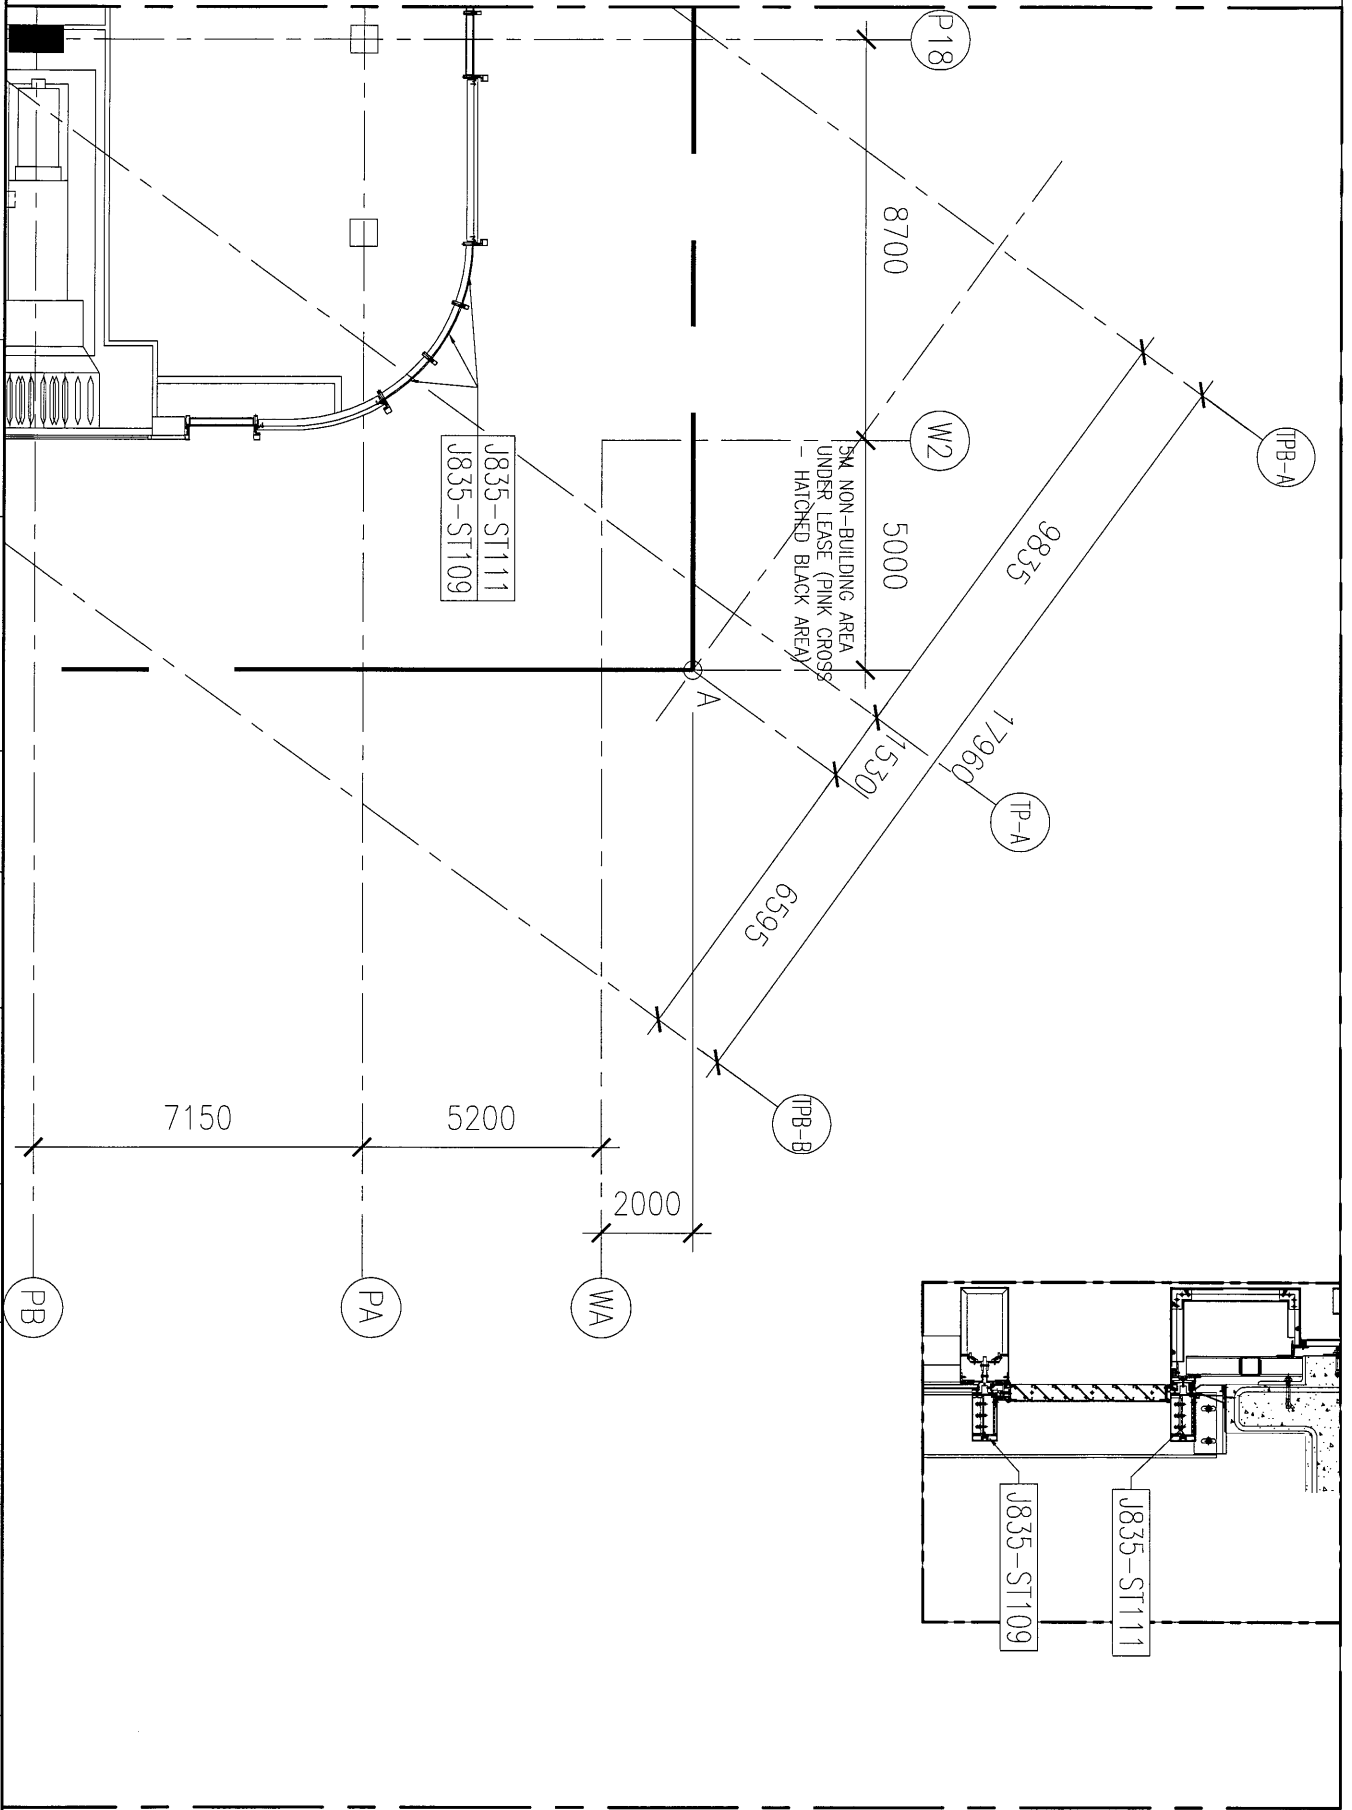 P18
8700
W2
5000
5M NON-BUILDING AREA
UNDER LEASE (PINK CROSS
- HATCHED BLACK AREA)
TPB-A
9835
17960
1530
TP-A
6595
TPB-B
A
J835-ST111
J835-ST109
7150
5200
2000
PB
PA
WA
J835-ST111
J835-ST109